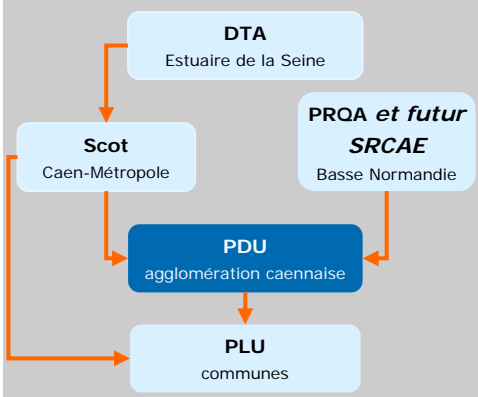 DTA
Estuaire de la Seine
PRQA et futur
SRCAE
Basse Normandie
Scot
Caen-Métropole
PDU
agglomération caennaise
PLU
communes